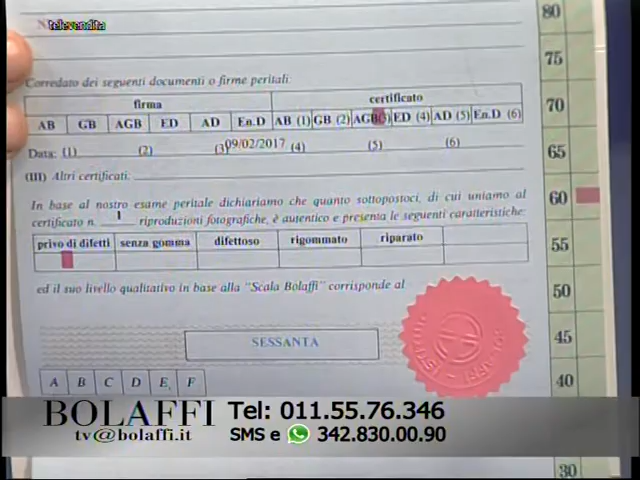 televendita
Corredato dei seguenti documenti o firme peritali:
firma certificato
AB GB AGB ED AD En.D AB (1) GB (2) AGB(3) ED (4) AD (5) En.D (6)
Data: (1) (2) (3) 09/02/2017 (4) (5) (6)
(III) Altri certificati:
In base al nostro esame peritale dichiariamo che quanto sottopostoci, di cui uniamo al
certificato n. 1 riproduzioni fotografiche, è autentico e presenta le seguenti caratteristiche:
privo di difetti senza gomma difettoso rigommato riparato
ed il suo livello qualitativo in base alla "Scala Bolaffi" corrisponde al
SESSANTA
A B C D E F
80
75
70
65
60
55
50
45
40
30
BOLAFFI
tv@bolaffi.it
Tel: 011.55.76.346
SMS e 342.830.00.90